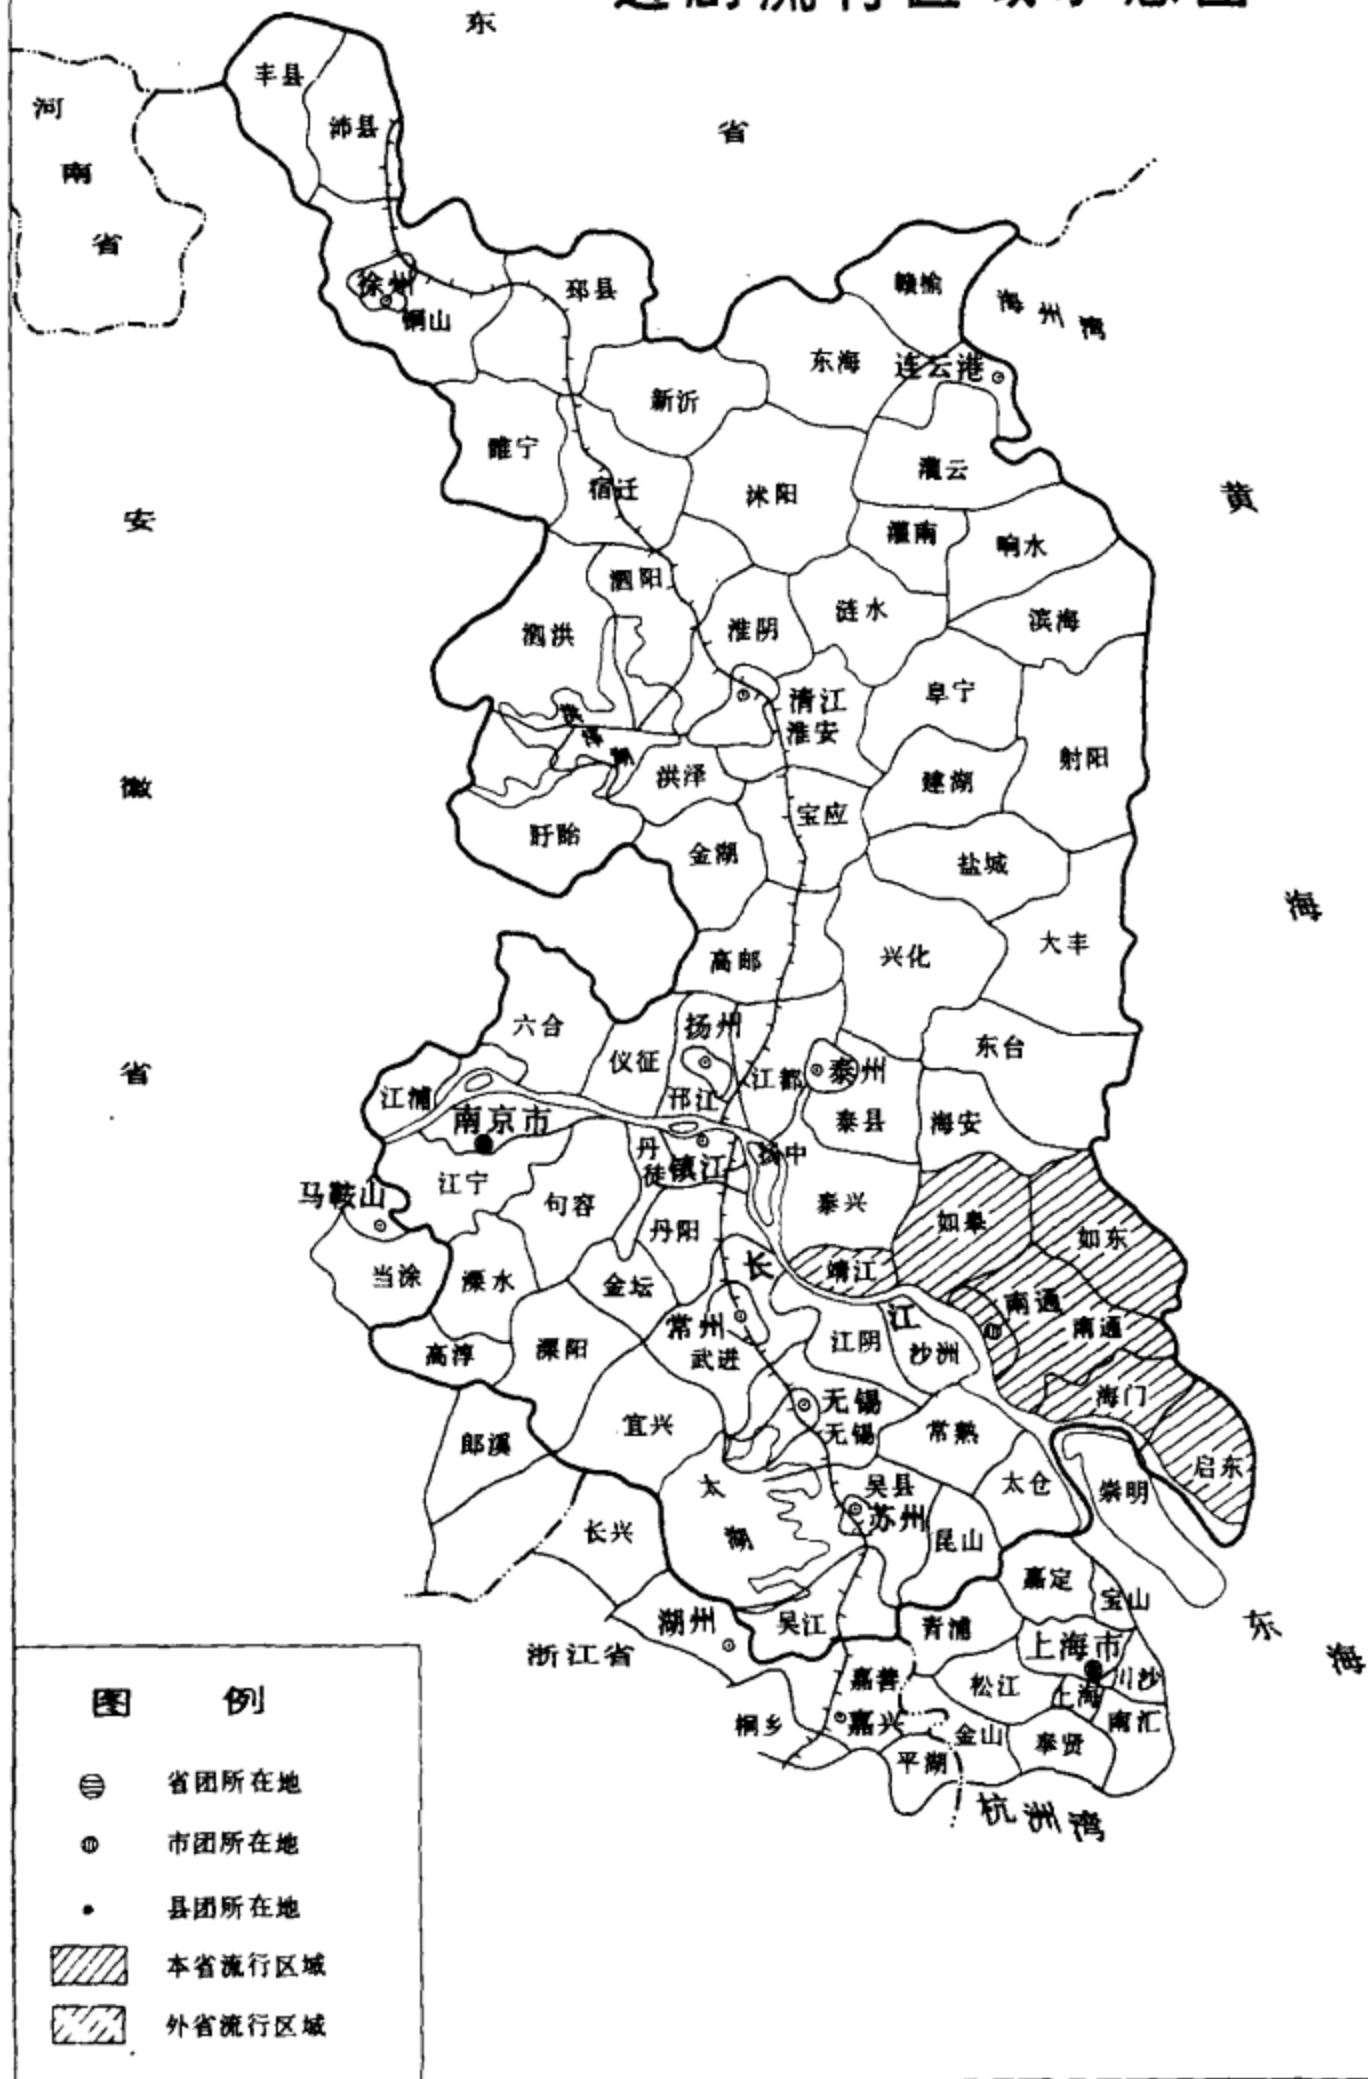 通剧流行区域示意图
东
省
河
南
省
丰县
沛县
徐州
铜山
邳县
赣榆
海州湾
东海
连云港
新沂
睢宁
宿迁
沭阳
灌云
灌南
响水
安
徽
省
黄
海
泗阳
泗洪
淮阴
涟水
滨海
清江
淮安
阜宁
射阳
洪泽湖
洪泽
建湖
盱眙
金湖
宝应
盐城
高邮
兴化
大丰
六合
仪征
扬州
东台
江浦
邗江
江都
泰州
泰县
海安
南京市
丹徒
镇江
扬中
马鞍山
江宁
句容
丹阳
泰兴
如皋
如东
当涂
溧水
金坛
长
江
靖江
南通
南通
常州
武进
江阴
沙洲
高淳
溧阳
海门
无锡
无锡
宜兴
常熟
郎溪
启东
太
湖
吴县
苏州
太仓
崇明
昆山
长兴
嘉定
宝山
湖州
吴江
青浦
浙江省
上海市
东
海
嘉善
松江
上海
川沙
桐乡
嘉兴
金山
奉贤
南汇
平湖
杭洲湾
图 例
省团所在地
市团所在地
县团所在地
本省流行区域
外省流行区域